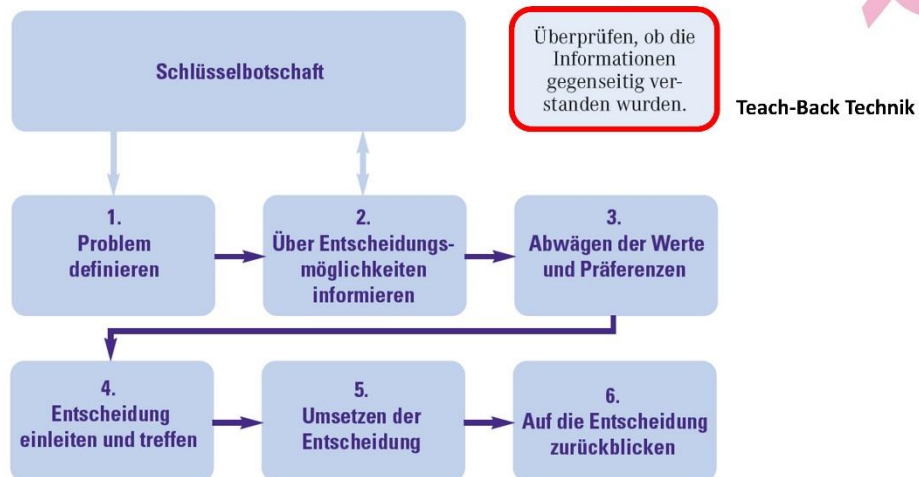 Schlüsselbotschaft
Überprüfen, ob die
Informationen
gegenseitig ver-
standen wurden.
Teach-Back Technik
1.
Problem
definieren
2.
Über Entscheidungs-
möglichkeiten
informieren
3.
Abwägen der Werte
und Präferenzen
4.
Entscheidung
einleiten und treffen
5.
Umsetzen der
Entscheidung
6.
Auf die Entscheidung
zurückblicken